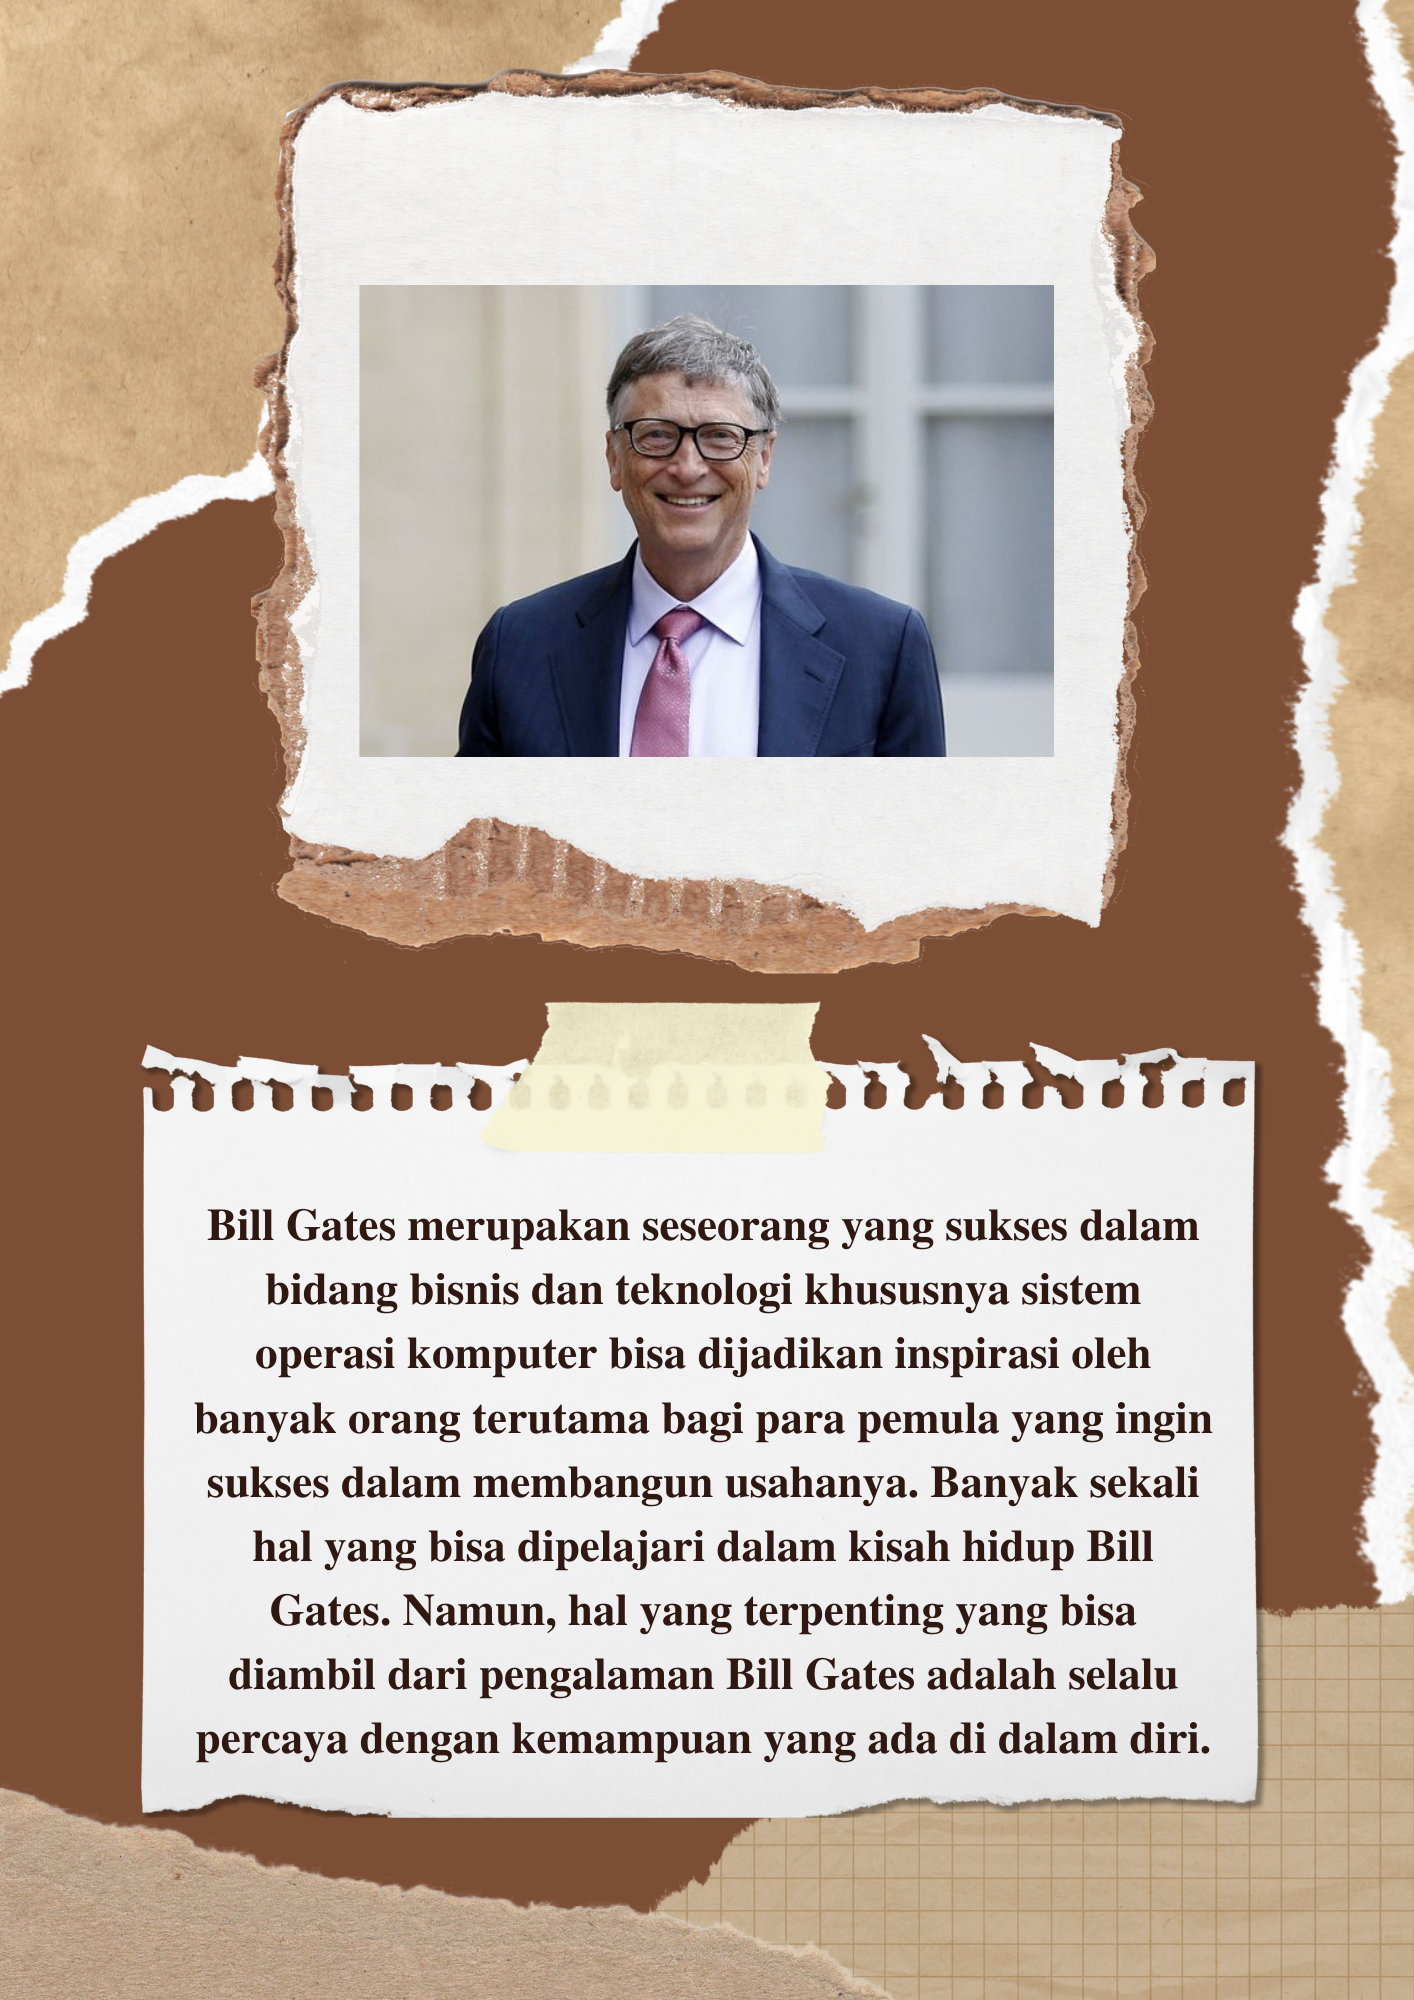 Bill Gates merupakan seseorang yang sukses dalam
bidang bisnis dan teknologi khususnya sistem
operasi komputer bisa dijadikan inspirasi oleh
banyak orang terutama bagi para pemula yang ingin
sukses dalam membangun usahanya. Banyak sekali
hal yang bisa dipelajari dalam kisah hidup Bill
Gates. Namun, hal yang terpenting yang bisa
diambil dari pengalaman Bill Gates adalah selalu
percaya dengan kemampuan yang ada di dalam diri.